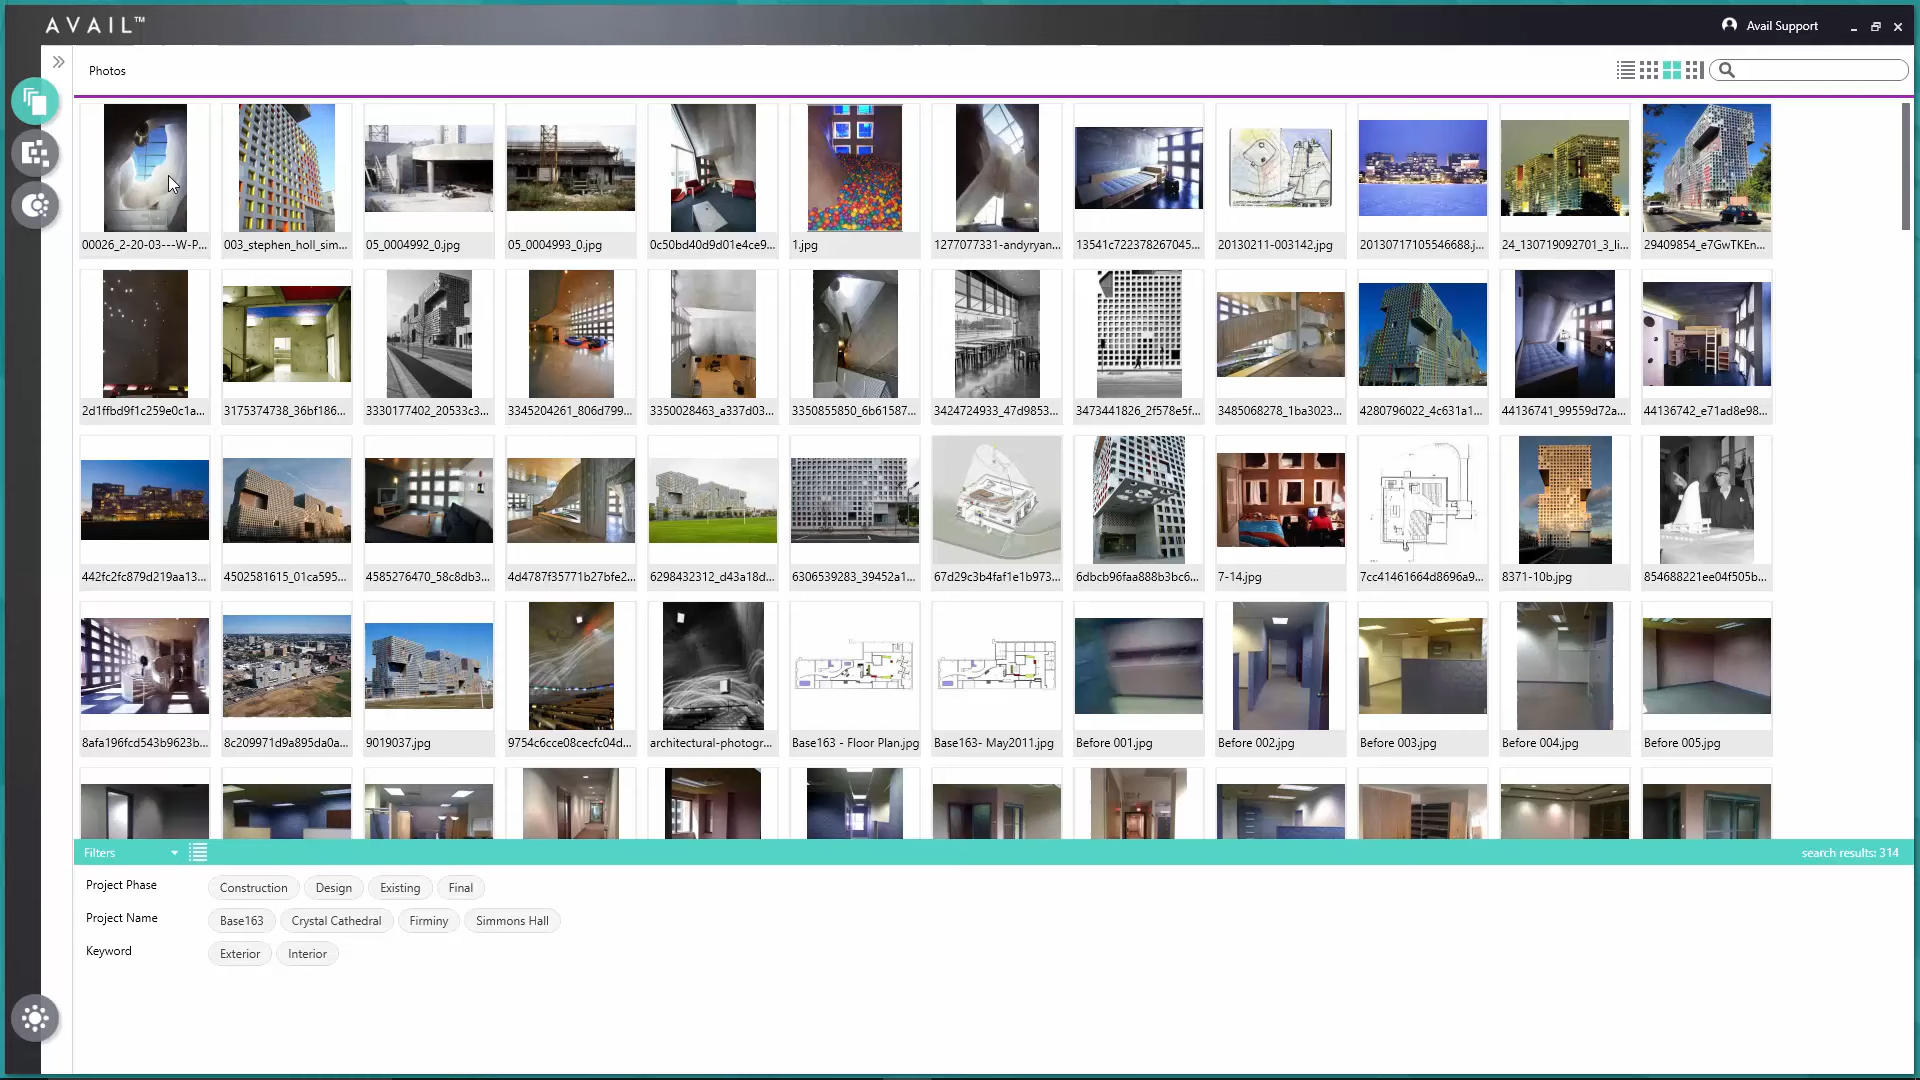 AVAIL™
Avail Support
Photos
00026_2-20-03---W-P...
003_stephen_holl_sim...
05_0004992_0.jpg
05_0004993_0.jpg
0c50bd40d9d01e4ce9...
1.jpg
1277077331-andyryan...
13541c722378267045...
20130211-003142.jpg
20130717105546688.j...
24_130719092701_3_li...
29409854_e7GwTKEn...
2d1ffbd9f1c259e0c1a...
3175374738_36bf186...
3330177402_20533c3...
3345204261_806d799...
3350028463_a337d03...
3350855850_6b61587...
3424724933_47d9853...
3473441826_2f578e5f...
3485068278_1ba3023...
4280796022_4c631a1...
44136741_99559d72a...
44136742_e71ad8e98...
442fc2fc879d219aa13...
4502581615_01ca595...
4585276470_58c8db3...
4d4787f35771b27bfe2...
6298432312_d43a18d...
6306539283_39452a1...
67d29c3b4faf1e1b973...
6dbcb96faa888b3bc6...
7-14.jpg
7cc41461664d8696a9...
8371-10b.jpg
854688221ee04f505b...
8afa196fcd543b9623b...
8c209971d9a895da0a...
9019037.jpg
9754c6cce08cecfc04d...
architectural-photogr...
Base163 - Floor Plan.jpg
Base163- May2011.jpg
Before 001.jpg
Before 002.jpg
Before 003.jpg
Before 004.jpg
Before 005.jpg
Filters
search results: 314
Project Phase Construction Design Existing Final
Project Name Base163 Crystal Cathedral Firminy Simmons Hall
Keyword Exterior Interior